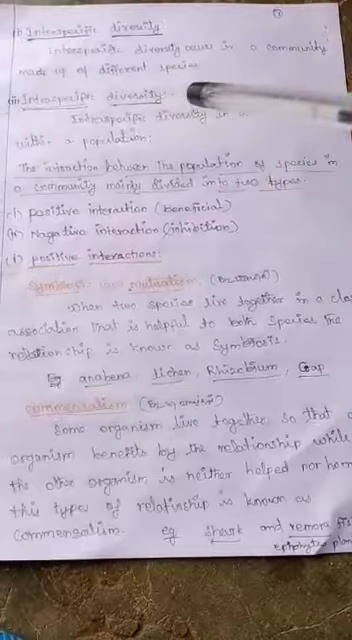 (i) Interspecific diversity
Interspecific diversity occurs in a community
made up of different species
(ii) Intraspecific diversity:
Intraspecific diversity in
within a population:
The interaction between the population of species in
a community mainly divided into two types.
(i) positive interaction (beneficial)
(ii) Nagative interaction (inhibition)
(i) positive interactions:
Symbiosis mutualism
When two species live together in a
association that is helpful to both species. The
relationship is known as Symbiosis.
Eg anabena lichen, Rhizobium,
commensalism
Some organism live together so that
organism benefits by the relationship while
the other organism is neither helped nor
this types of relatinship is known as
commensalism. eg shark and remora
epiphytes